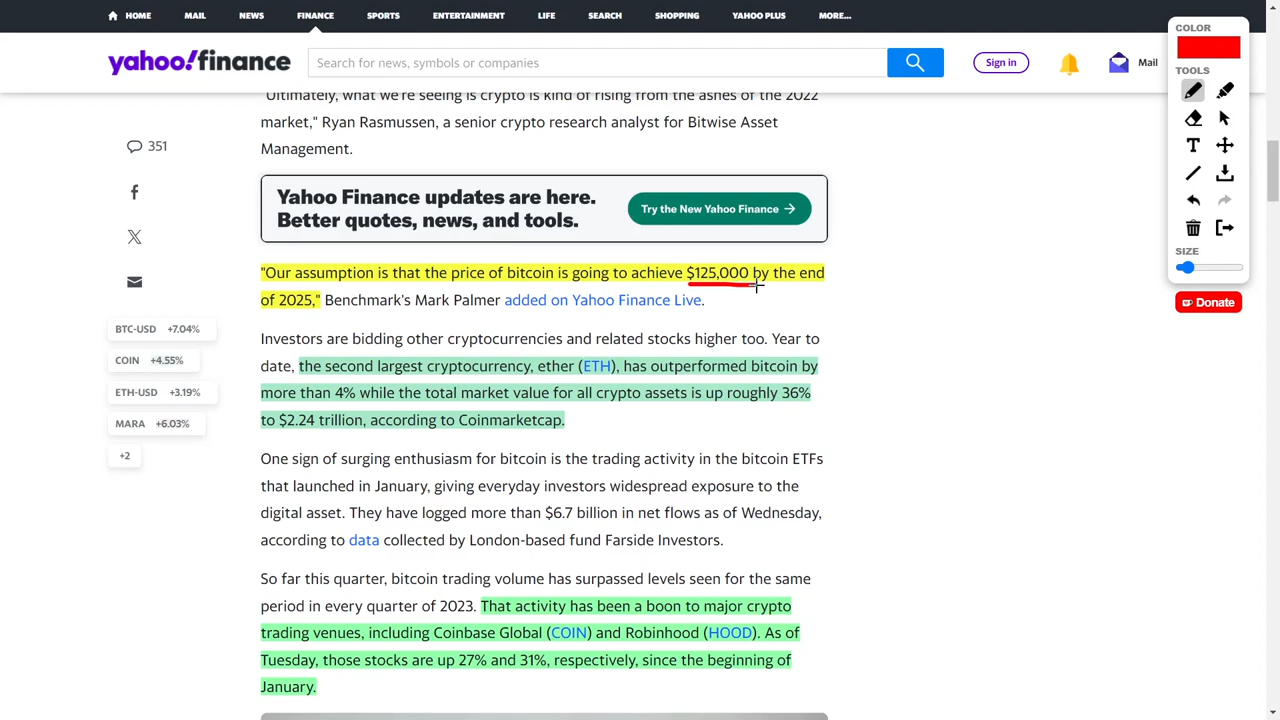 HOME MAIL NEWS FINANCE SPORTS ENTERTAINMENT LIFE SEARCH SHOPPING YAHOO PLUS MORE...
yahoo!finance
Search for news, symbols or companies
Sign in
Mail
COLOR
TOOLS
T
SIZE
Donate
"Ultimately, what we're seeing is crypto is kind of rising from the ashes of the 2022
market," Ryan Rasmussen, a senior crypto research analyst for Bitwise Asset
Management.
351
Yahoo Finance updates are here.
Better quotes, news, and tools.
Try the New Yahoo Finance
"Our assumption is that the price of bitcoin is going to achieve $125,000 by the end
of 2025," Benchmark's Mark Palmer added on Yahoo Finance Live.
BTC-USD +7.04%
COIN +4.55%
ETH-USD +3.19%
MARA +6.03%
+2
Investors are bidding other cryptocurrencies and related stocks higher too. Year to
date, the second largest cryptocurrency, ether (ETH), has outperformed bitcoin by
more than 4% while the total market value for all crypto assets is up roughly 36%
to $2.24 trillion, according to Coinmarketcap.
One sign of surging enthusiasm for bitcoin is the trading activity in the bitcoin ETFs
that launched in January, giving everyday investors widespread exposure to the
digital asset. They have logged more than $6.7 billion in net flows as of Wednesday,
according to data collected by London-based fund Farside Investors.
So far this quarter, bitcoin trading volume has surpassed levels seen for the same
period in every quarter of 2023. That activity has been a boon to major crypto
trading venues, including Coinbase Global (COIN) and Robinhood (HOOD). As of
Tuesday, those stocks are up 27% and 31%, respectively, since the beginning of
January.